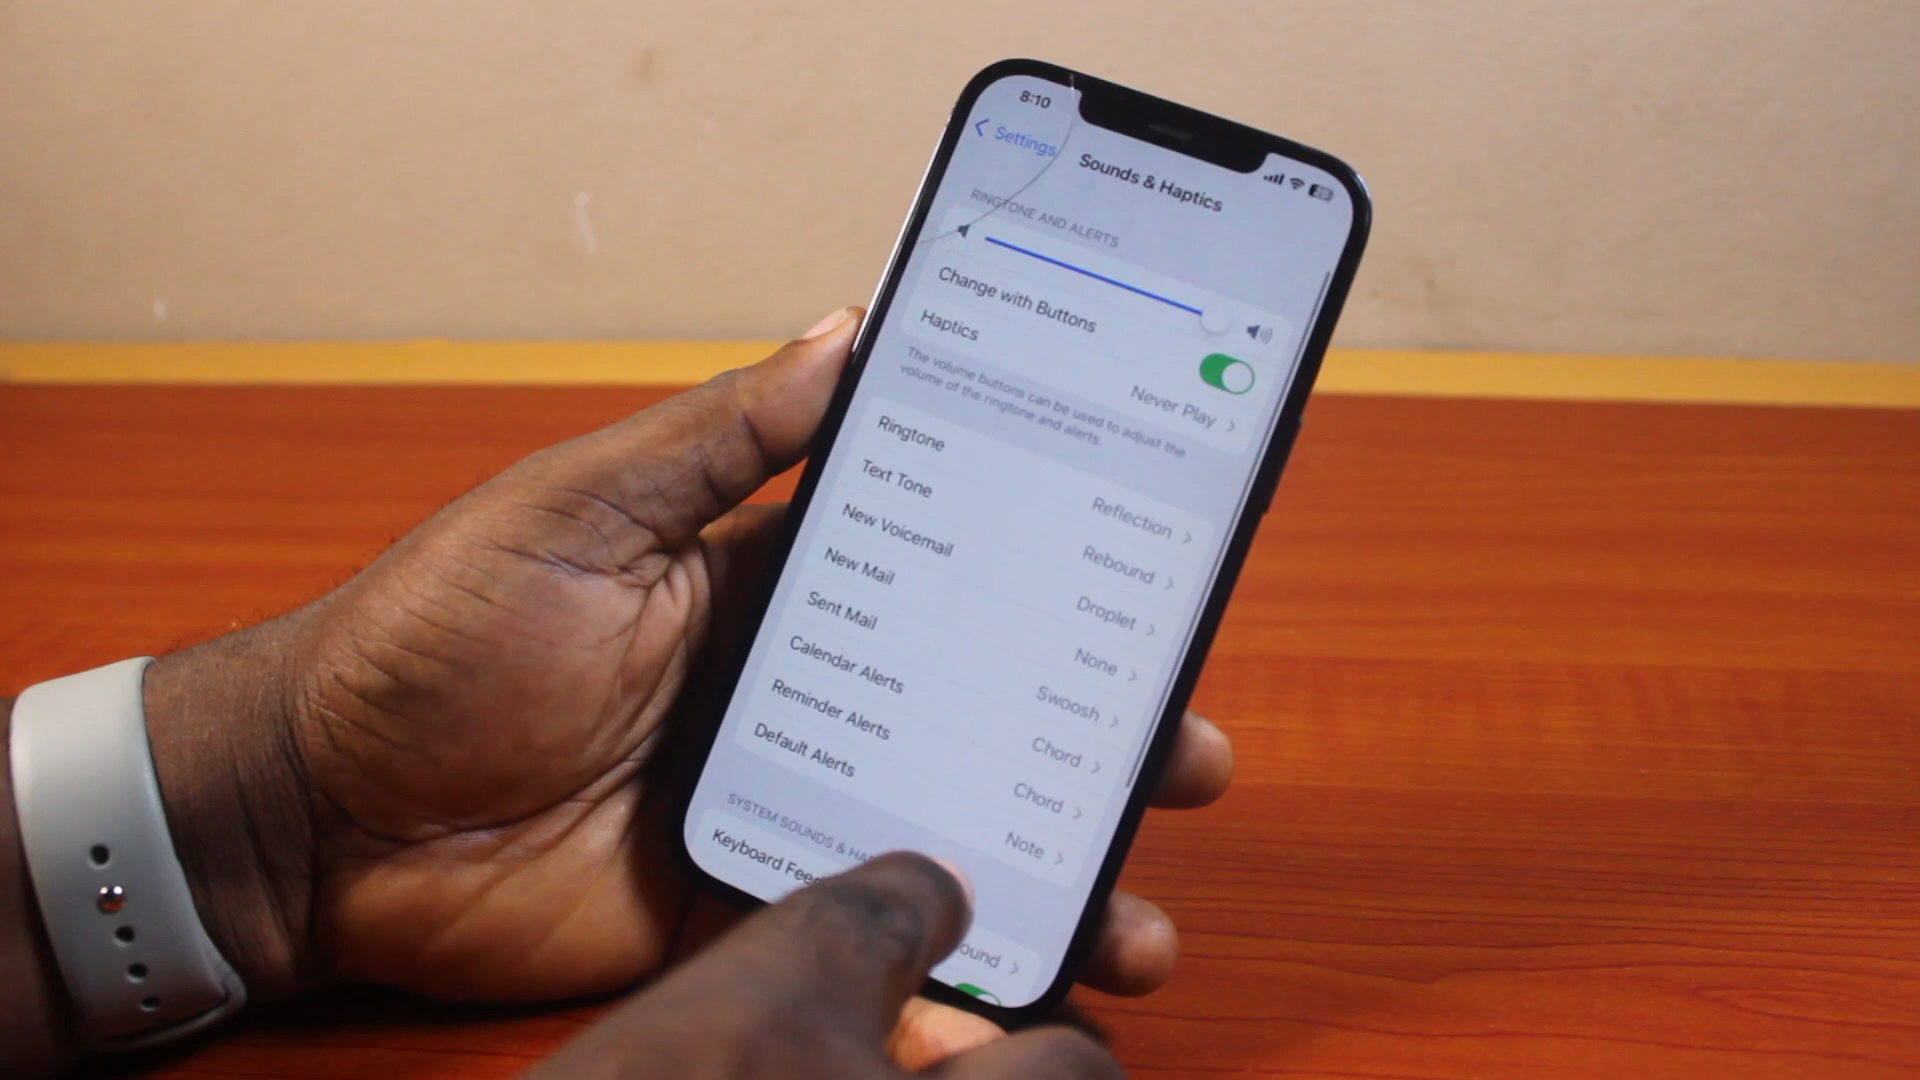 8:10
Settings
Sounds & Haptics
RINGTONE AND ALERTS
Change with Buttons
Haptics Never Play
The volume buttons can be used to adjust the
volume of the ringtone and alerts.
Ringtone Reflection
Text Tone Rebound
New Voicemail Droplet
New Mail None
Sent Mail Swoosh
Calendar Alerts Chord
Reminder Alerts Chord
Default Alerts Note
SYSTEM SOUNDS &
Keyboard